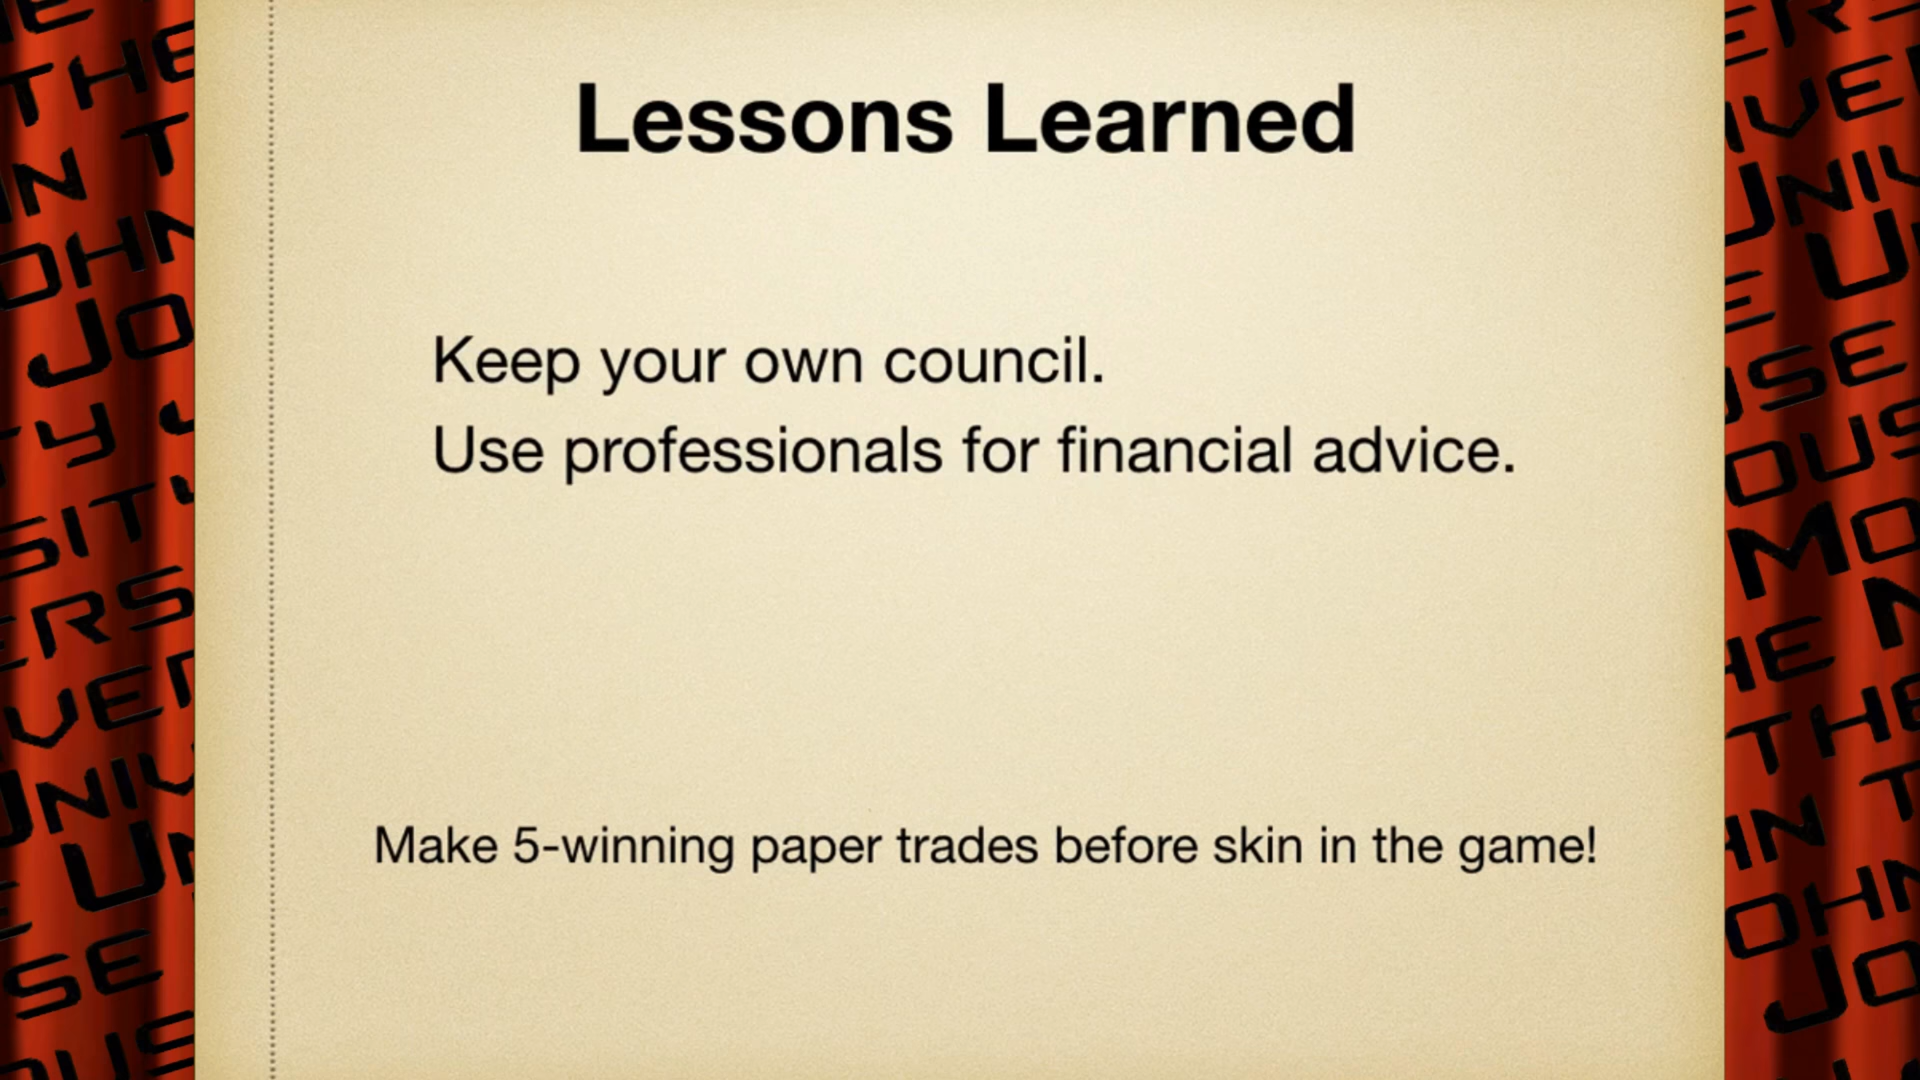 Lessons Learned
Keep your own council.
Use professionals for financial advice.
Make 5-winning paper trades before skin in the game!